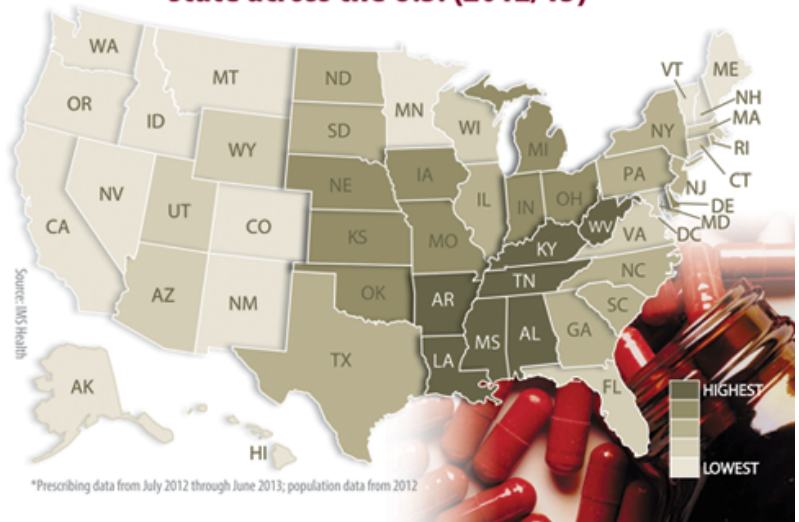 state across the U.S. (2012/13)
WA
MT
ND
MN
VT
ME
OR
ID
SD
WI
NH
MA
NY
WY
MI
RI
NE
IA
PA
CT
NV
UT
IL
IN
OH
NJ
DE
CA
CO
KS
MO
WV
VA
MD
DC
KY
AZ
NM
OK
TN
NC
AR
SC
TX
MS
AL
GA
LA
AK
FL
HI
HIGHEST
LOWEST
Source: IMS Health
*Prescribing data from July 2012 through June 2013; population data from 2012